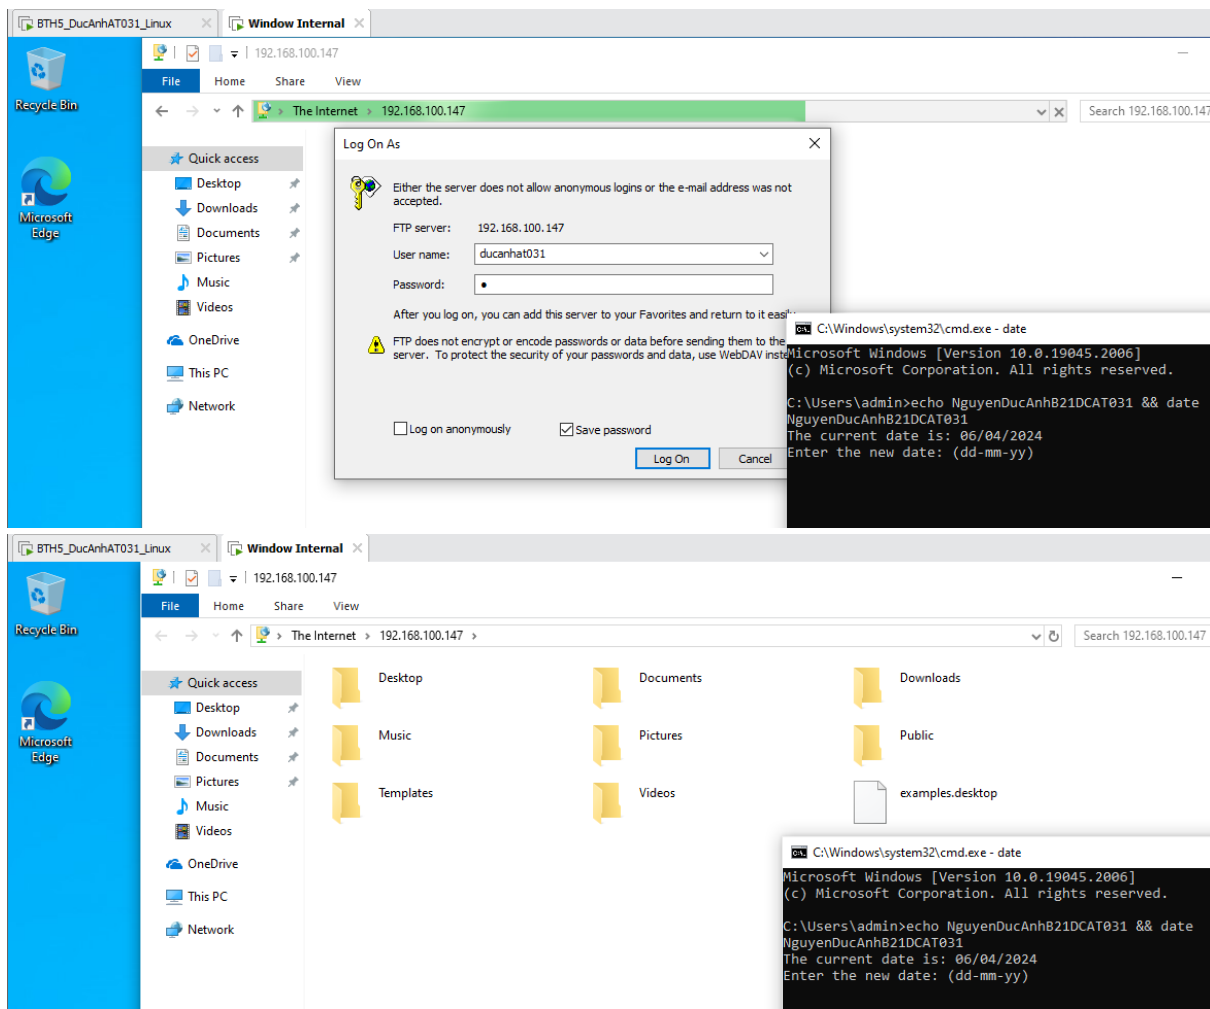 BTH5_DucAnhAT031_Linux
Window Internal
Recycle Bin
Microsoft Edge
192.168.100.147
File Home Share View
The Internet > 192.168.100.147
Search 192.168.100.147
Quick access
Desktop
Downloads
Documents
Pictures
Music
Videos
OneDrive
This PC
Network
Log On As
Either the server does not allow anonymous logins or the e-mail address was not
accepted.
FTP server: 192.168.100.147
User name: ducanhat031
Password: ●
After you log on, you can add this server to your Favorites and return to it easily.
FTP does not encrypt or encode passwords or data before sending them to the
server. To protect the security of your passwords and data, use WebDAV inste
Log on anonymously
Save password
Log On
Cancel
C:\Windows\system32\cmd.exe - date
Microsoft Windows [Version 10.0.19045.2006]
(c) Microsoft Corporation. All rights reserved.
C:\Users\admin>echo NguyenDucAnhB21DCAT031 && date
NguyenDucAnhB21DCAT031
The current date is: 06/04/2024
Enter the new date: (dd-mm-yy)
BTH5_DucAnhAT031_Linux
Window Internal
Recycle Bin
Microsoft Edge
192.168.100.147
File Home Share View
The Internet > 192.168.100.147 >
Search 192.168.100.147
Quick access
Desktop
Downloads
Documents
Pictures
Music
Videos
OneDrive
This PC
Network
Desktop
Documents
Downloads
Music
Pictures
Public
Templates
Videos
examples.desktop
C:\Windows\system32\cmd.exe - date
Microsoft Windows [Version 10.0.19045.2006]
(c) Microsoft Corporation. All rights reserved.
C:\Users\admin>echo NguyenDucAnhB21DCAT031 && date
NguyenDucAnhB21DCAT031
The current date is: 06/04/2024
Enter the new date: (dd-mm-yy)